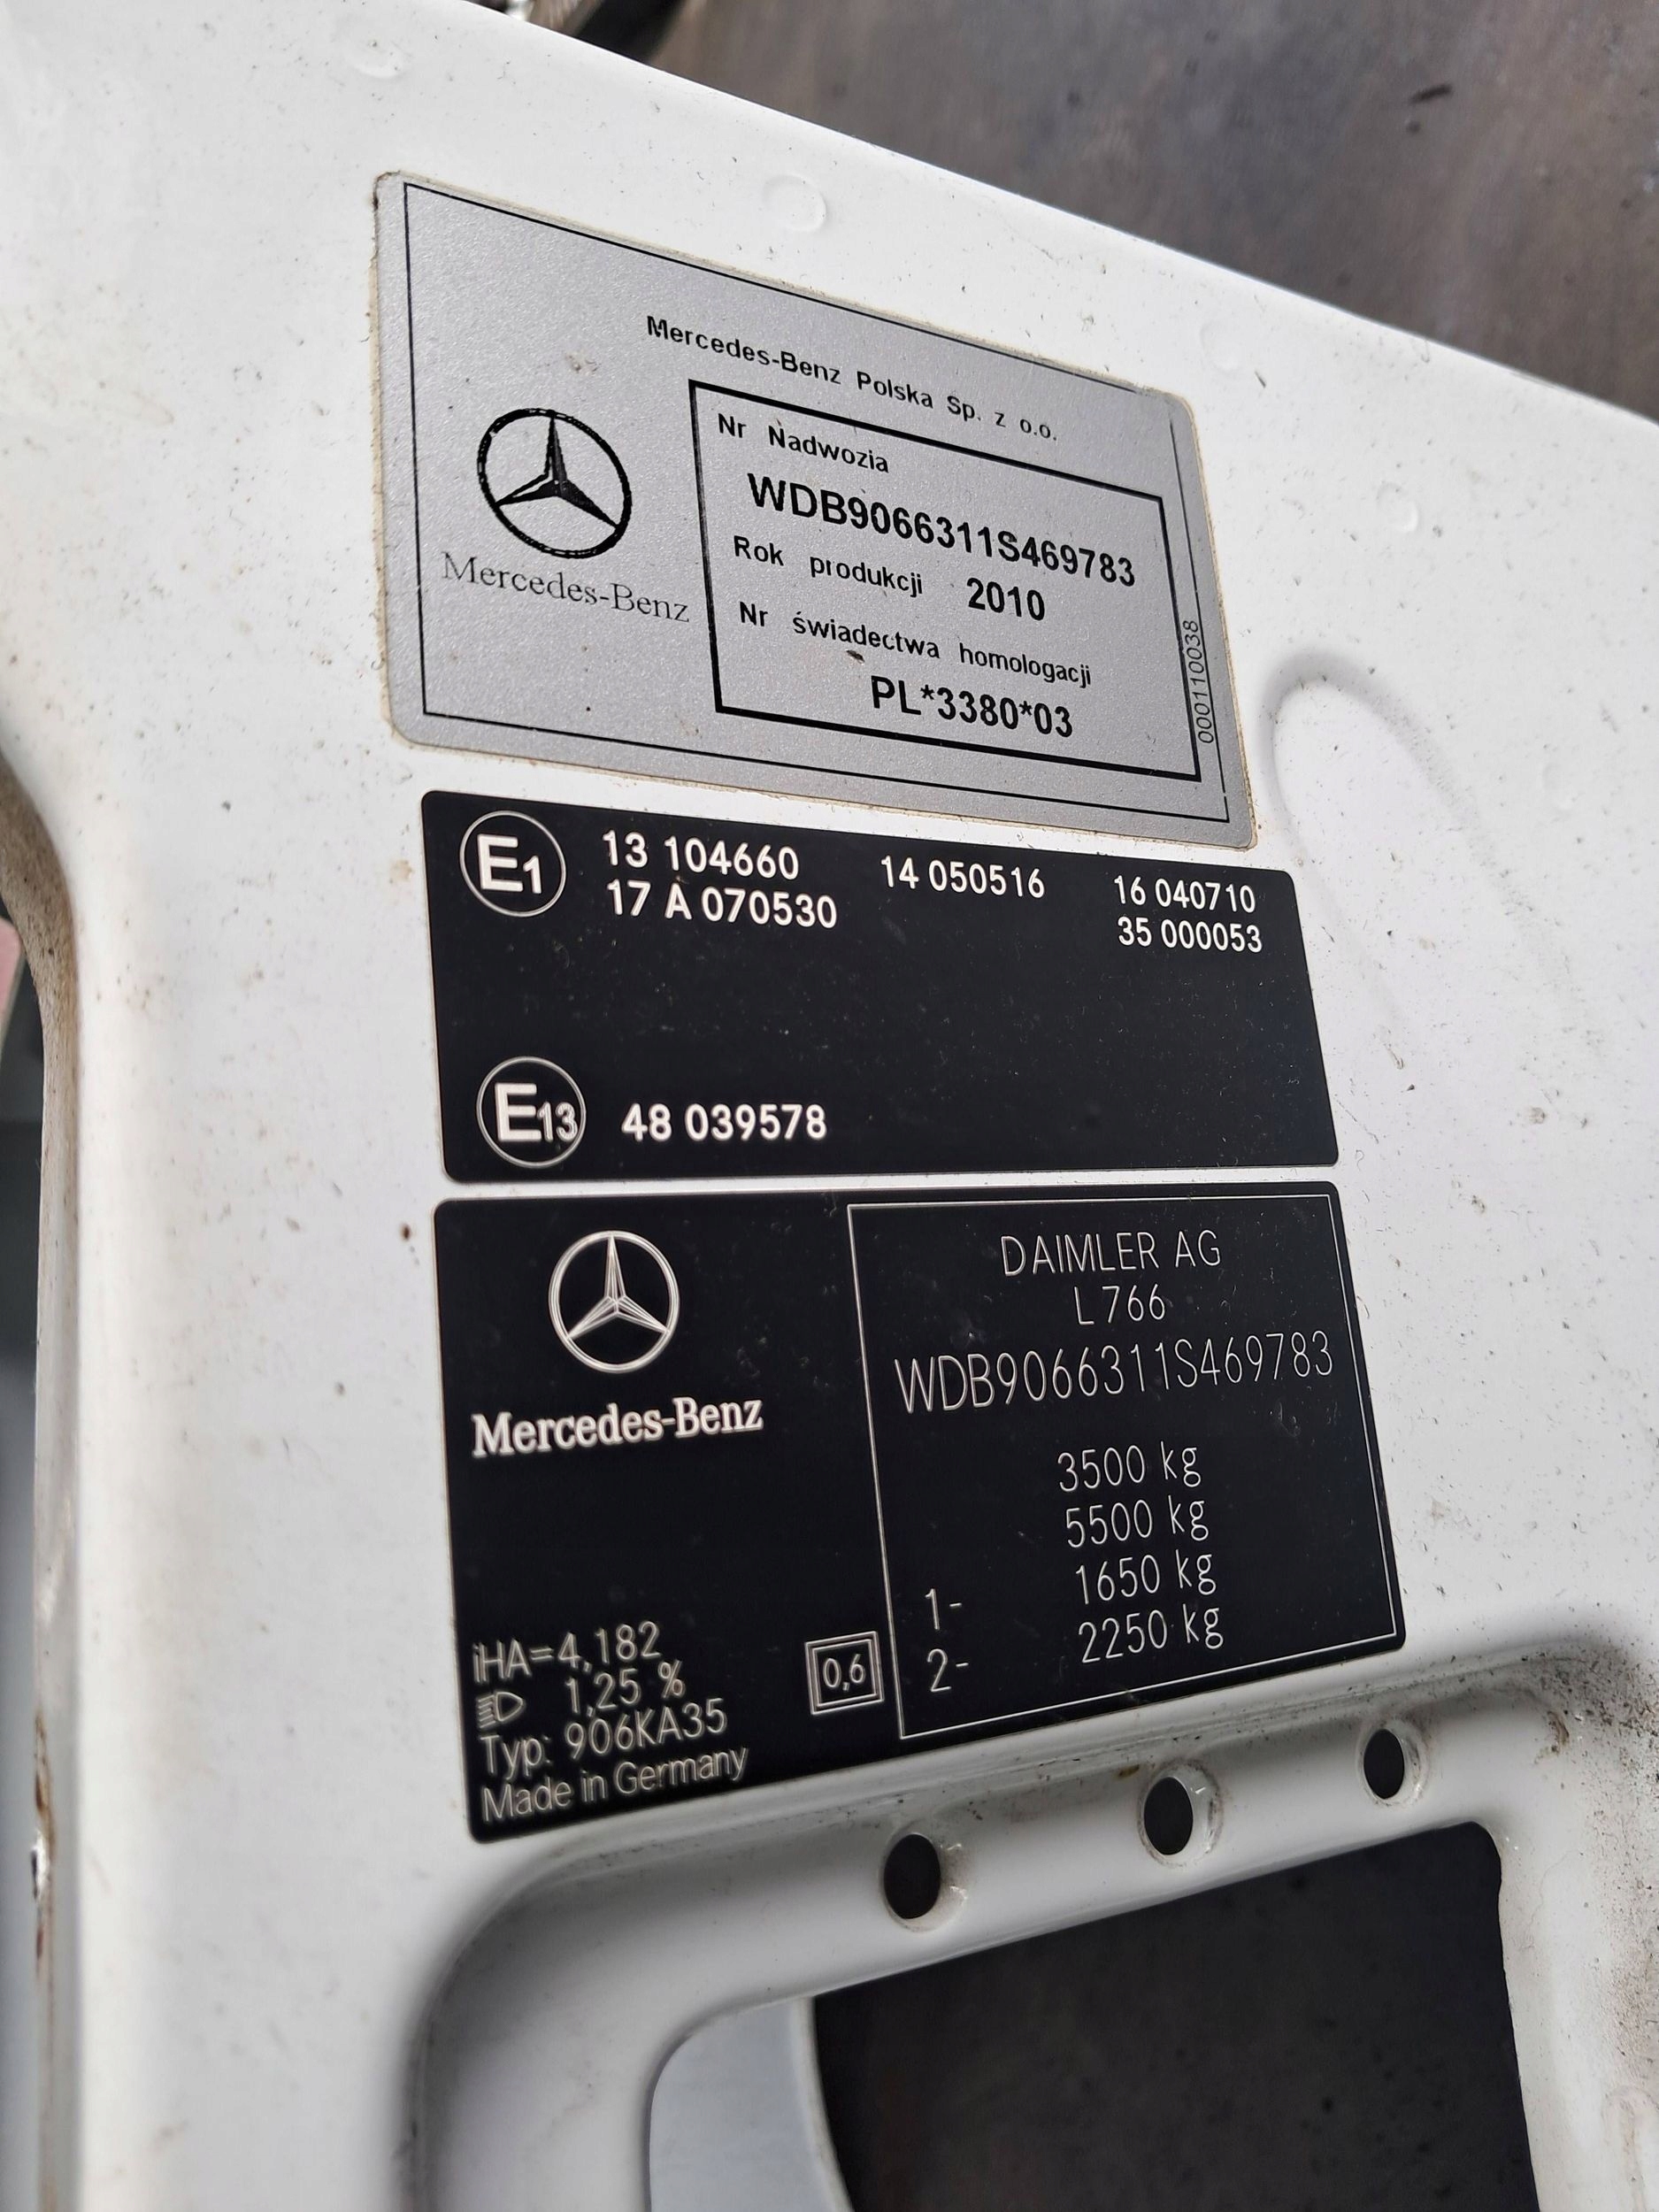 Mercedes-Benz Polska Sp. z o.o.
Mercedes-Benz
Nr Nadwozia
WDB9066311S469783
Rok produkcji 2010
Nr świadectwa homologacji
PL*3380*03
000110038
E1 13 104660 14 050516 16 040710
17 A 070530 35 000053
E13 48 039578
Mercedes-Benz
DAIMLER AG
L766
WDB9066311S469783
3500 kg
5500 kg
1- 1650 kg
2- 2250 kg
iHA=4,182
1,25 %
0,6
Typ: 906KA35
Made in Germany